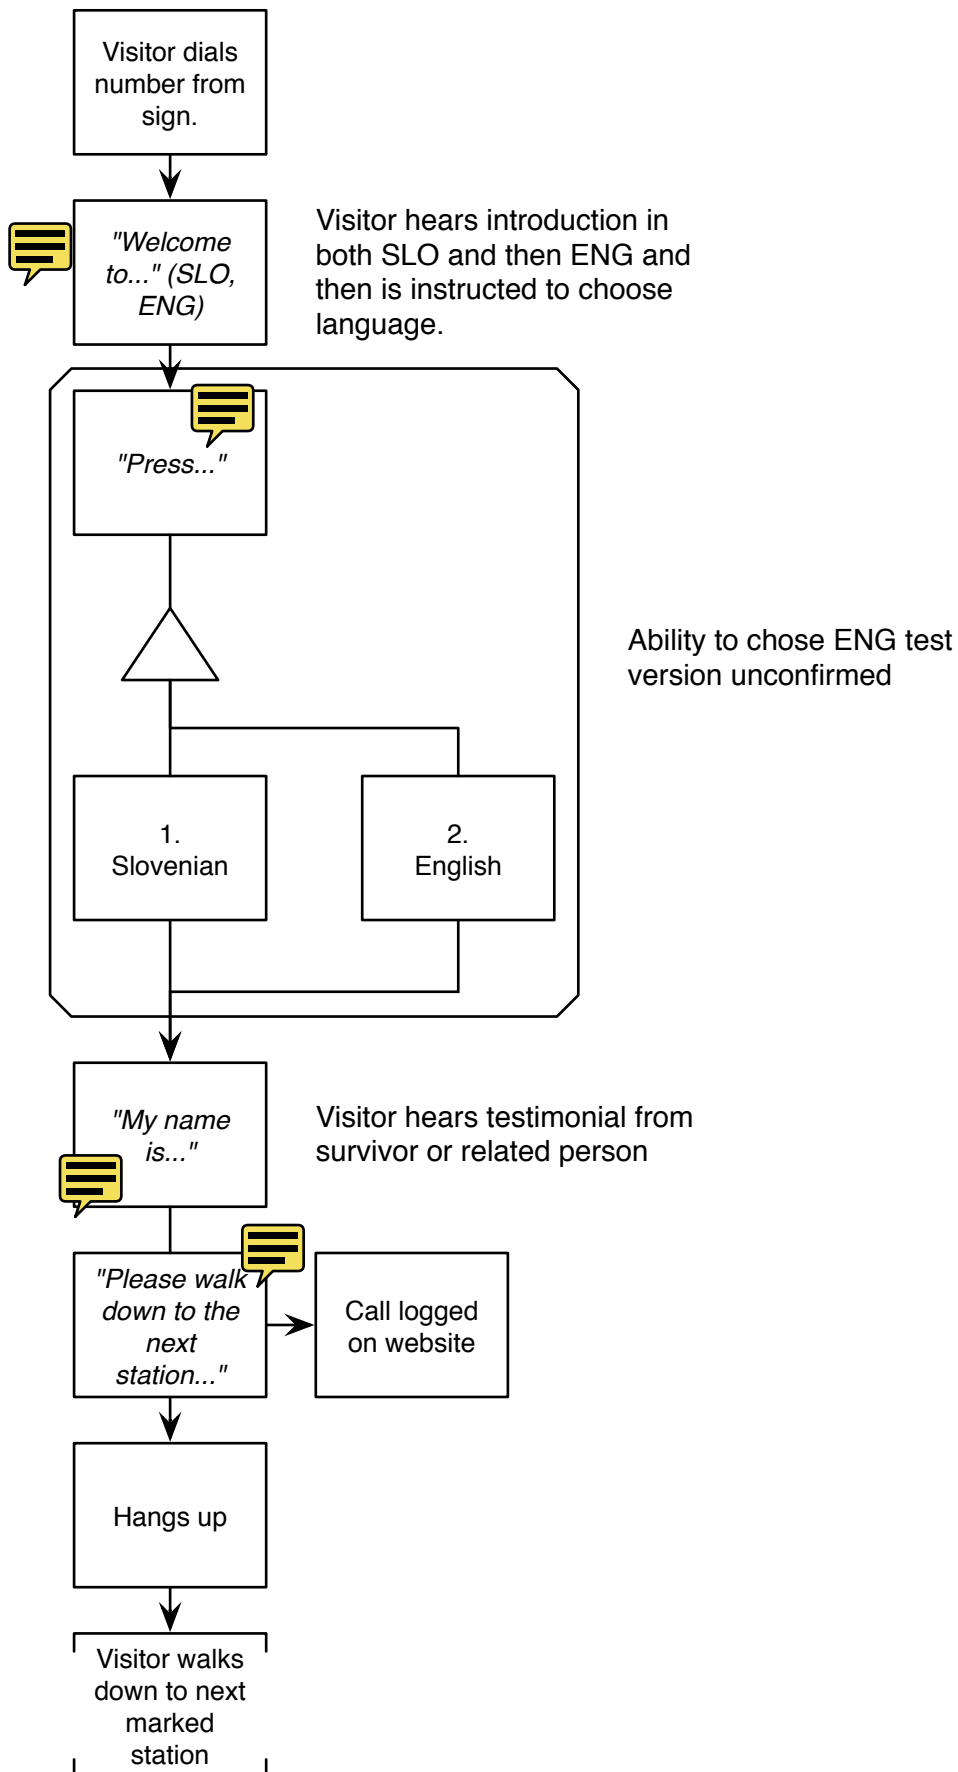 Visitor dials
number from
sign.
"Welcome
to..." (SLO,
ENG)
Visitor hears introduction in
both SLO and then ENG and
then is instructed to choose
language.
"Press..."
Ability to chose ENG test
version unconfirmed
1.
Slovenian
2.
English
"My name
is..."
Visitor hears testimonial from
survivor or related person
"Please walk
down to the
next
station..."
Call logged
on website
Hangs up
Visitor walks
down to next
marked
station